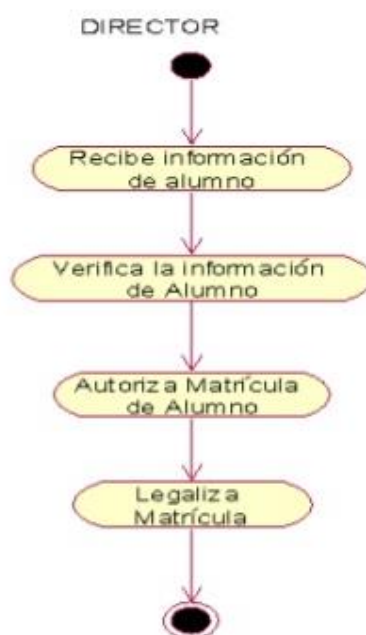 DIRECTOR
Recibe información
de alumno
Verifica la información
de Alumno
Autoriza Matrícula
de Alumno
Legaliza
Matrícula